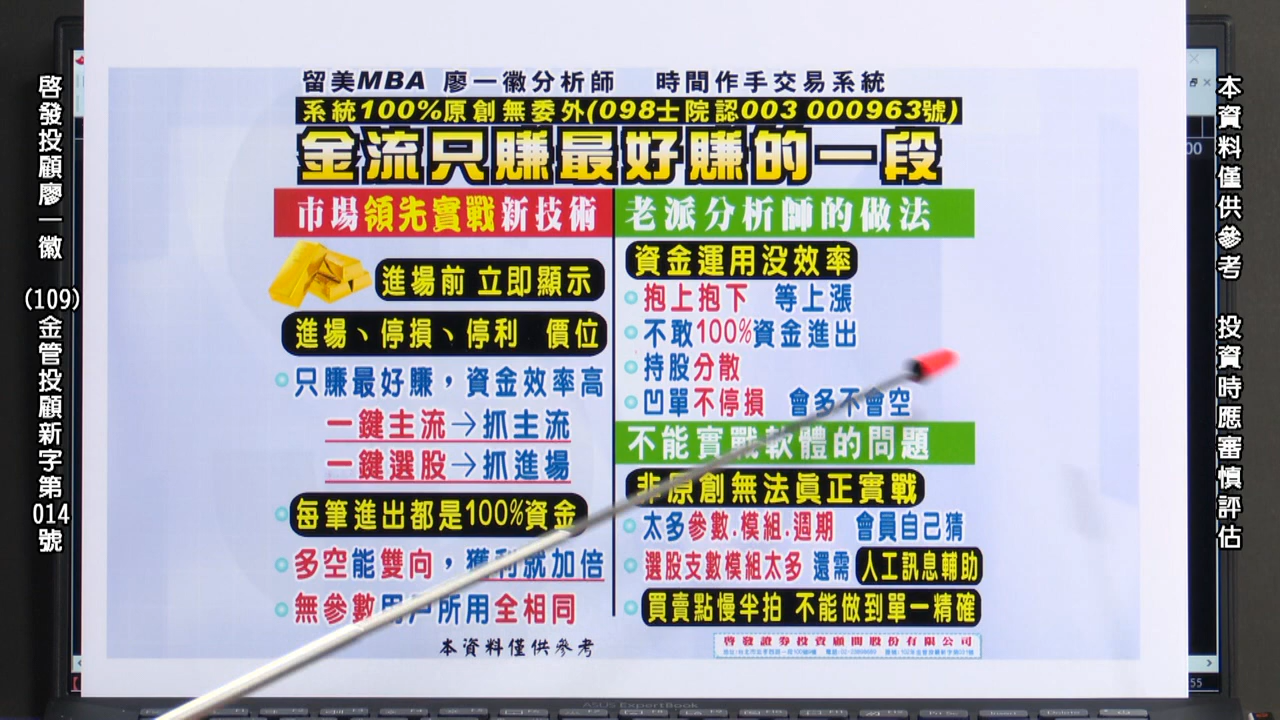 啓發投顧廖一徽 (109)金管投顧新字第014號
留美MBA 廖一徽分析師 時間作手交易系統
系統100%原創無委外(098士院認003 000963號)
金流只賺最好賺的一段
市場領先實戰新技術
進場前 立即顯示
進場、停損、停利 價位
只賺最好賺，資金效率高
一鍵主流→抓主流
一鍵選股→抓進場
每筆進出都是100%資金
多空能雙向，獲利就加倍
無參數用戶所用全相同
本資料僅供參考
老派分析師的做法
資金運用没效率
抱上抱下 等上漲
不敢100%資金進出
持股分散
凹單不停損 會多不會空
不能實戰軟體的問題
非原創無法真正實戰
太多參數.模組.週期 會員自己猜
選股支數模組太多 還需 人工訊息輔助
買賣點慢半拍 不能做到單一精確
啓發證券投資顧問股份有限公司
本資料僅供參考 投資時應審慎評估
00
55
ASUS ExpertBook